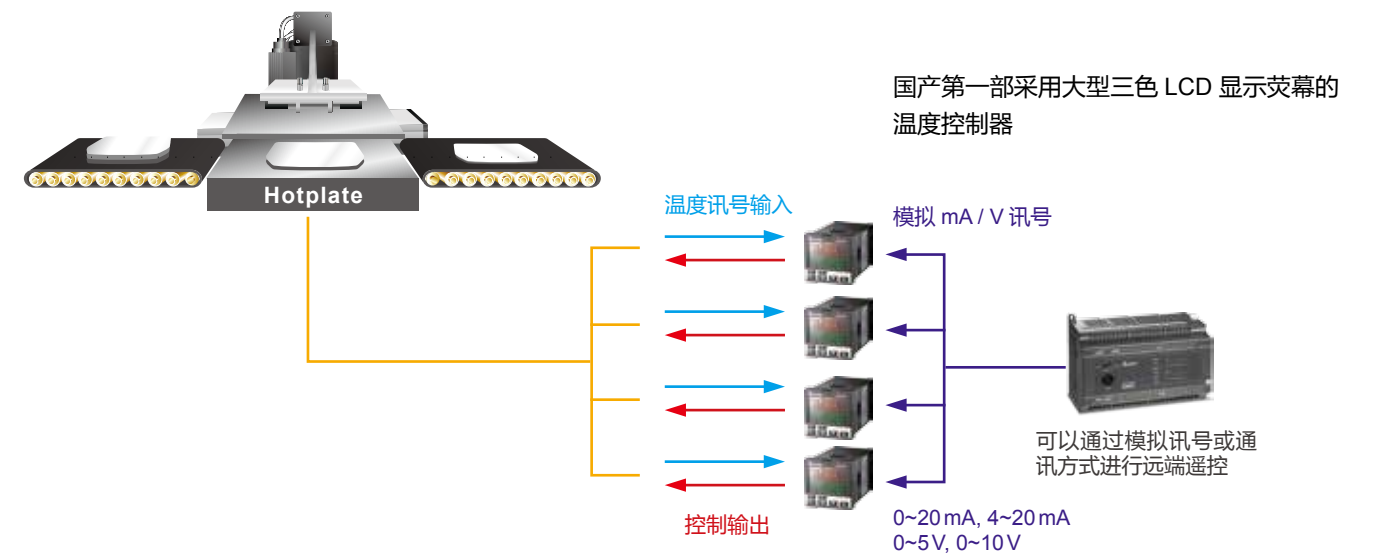 国产第一部采用大型三色 LCD 显示荧幕的
温度控制器
Hotplate
温度讯号输入
模拟 mA / V 讯号
可以通过模拟讯号或通
讯方式进行远端遥控
控制输出
0~20 mA, 4~20 mA
0~5 V, 0~10 V